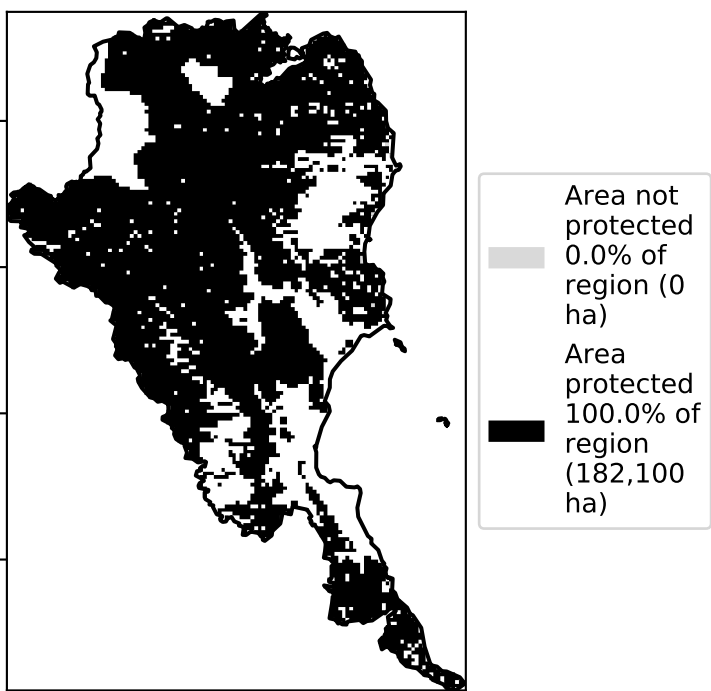 Area not
protected
0.0% of
region (0
ha)
Area
protected
100.0% of
region
(182,100
ha)